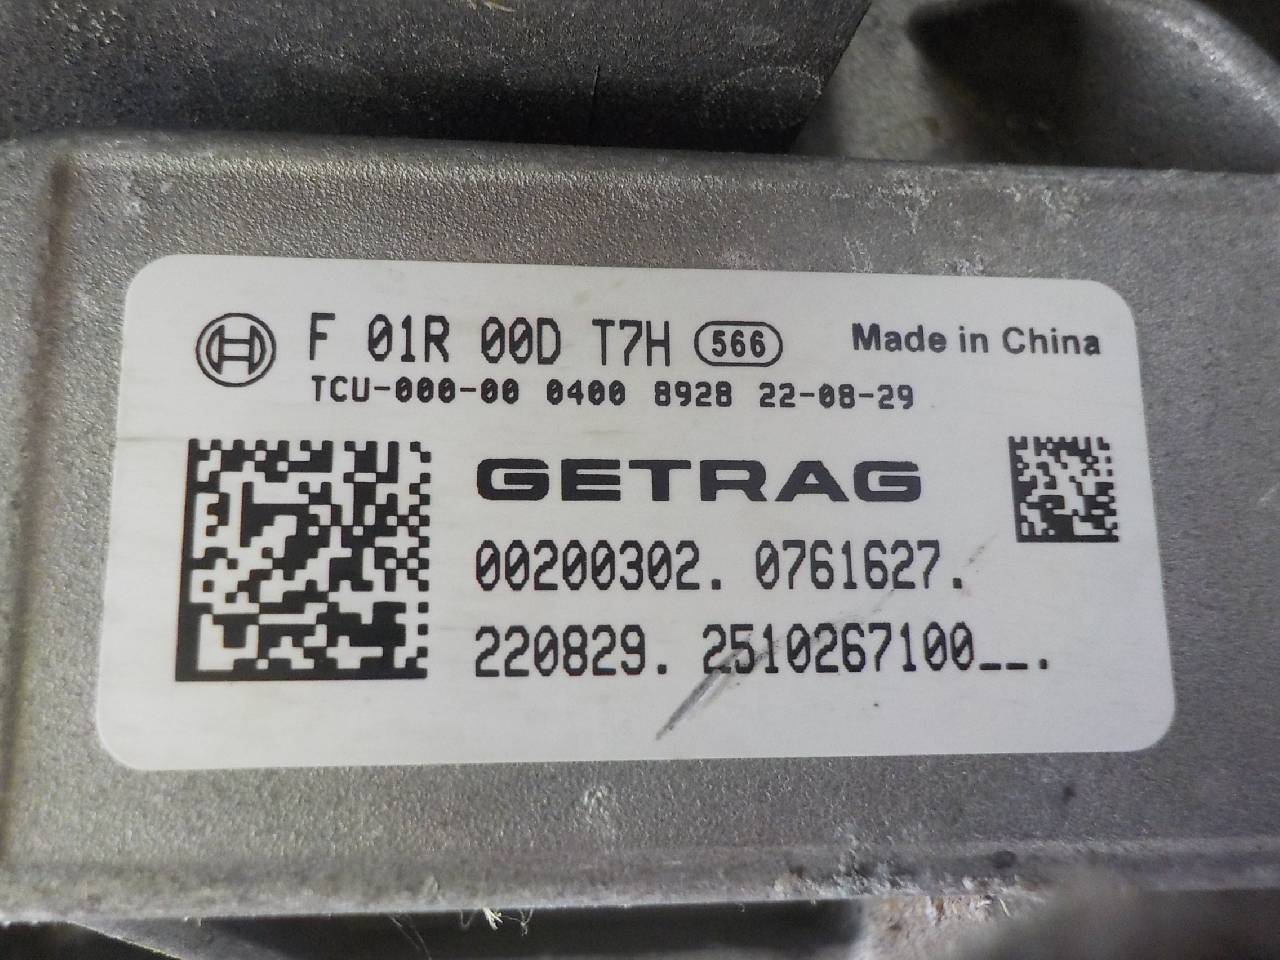 F 01R 00D T7H 566 Made in China
TCU-000-00 0400 8928 22-08-29
GETRAG
00200302. 0761627.
220829. 2510267100__.